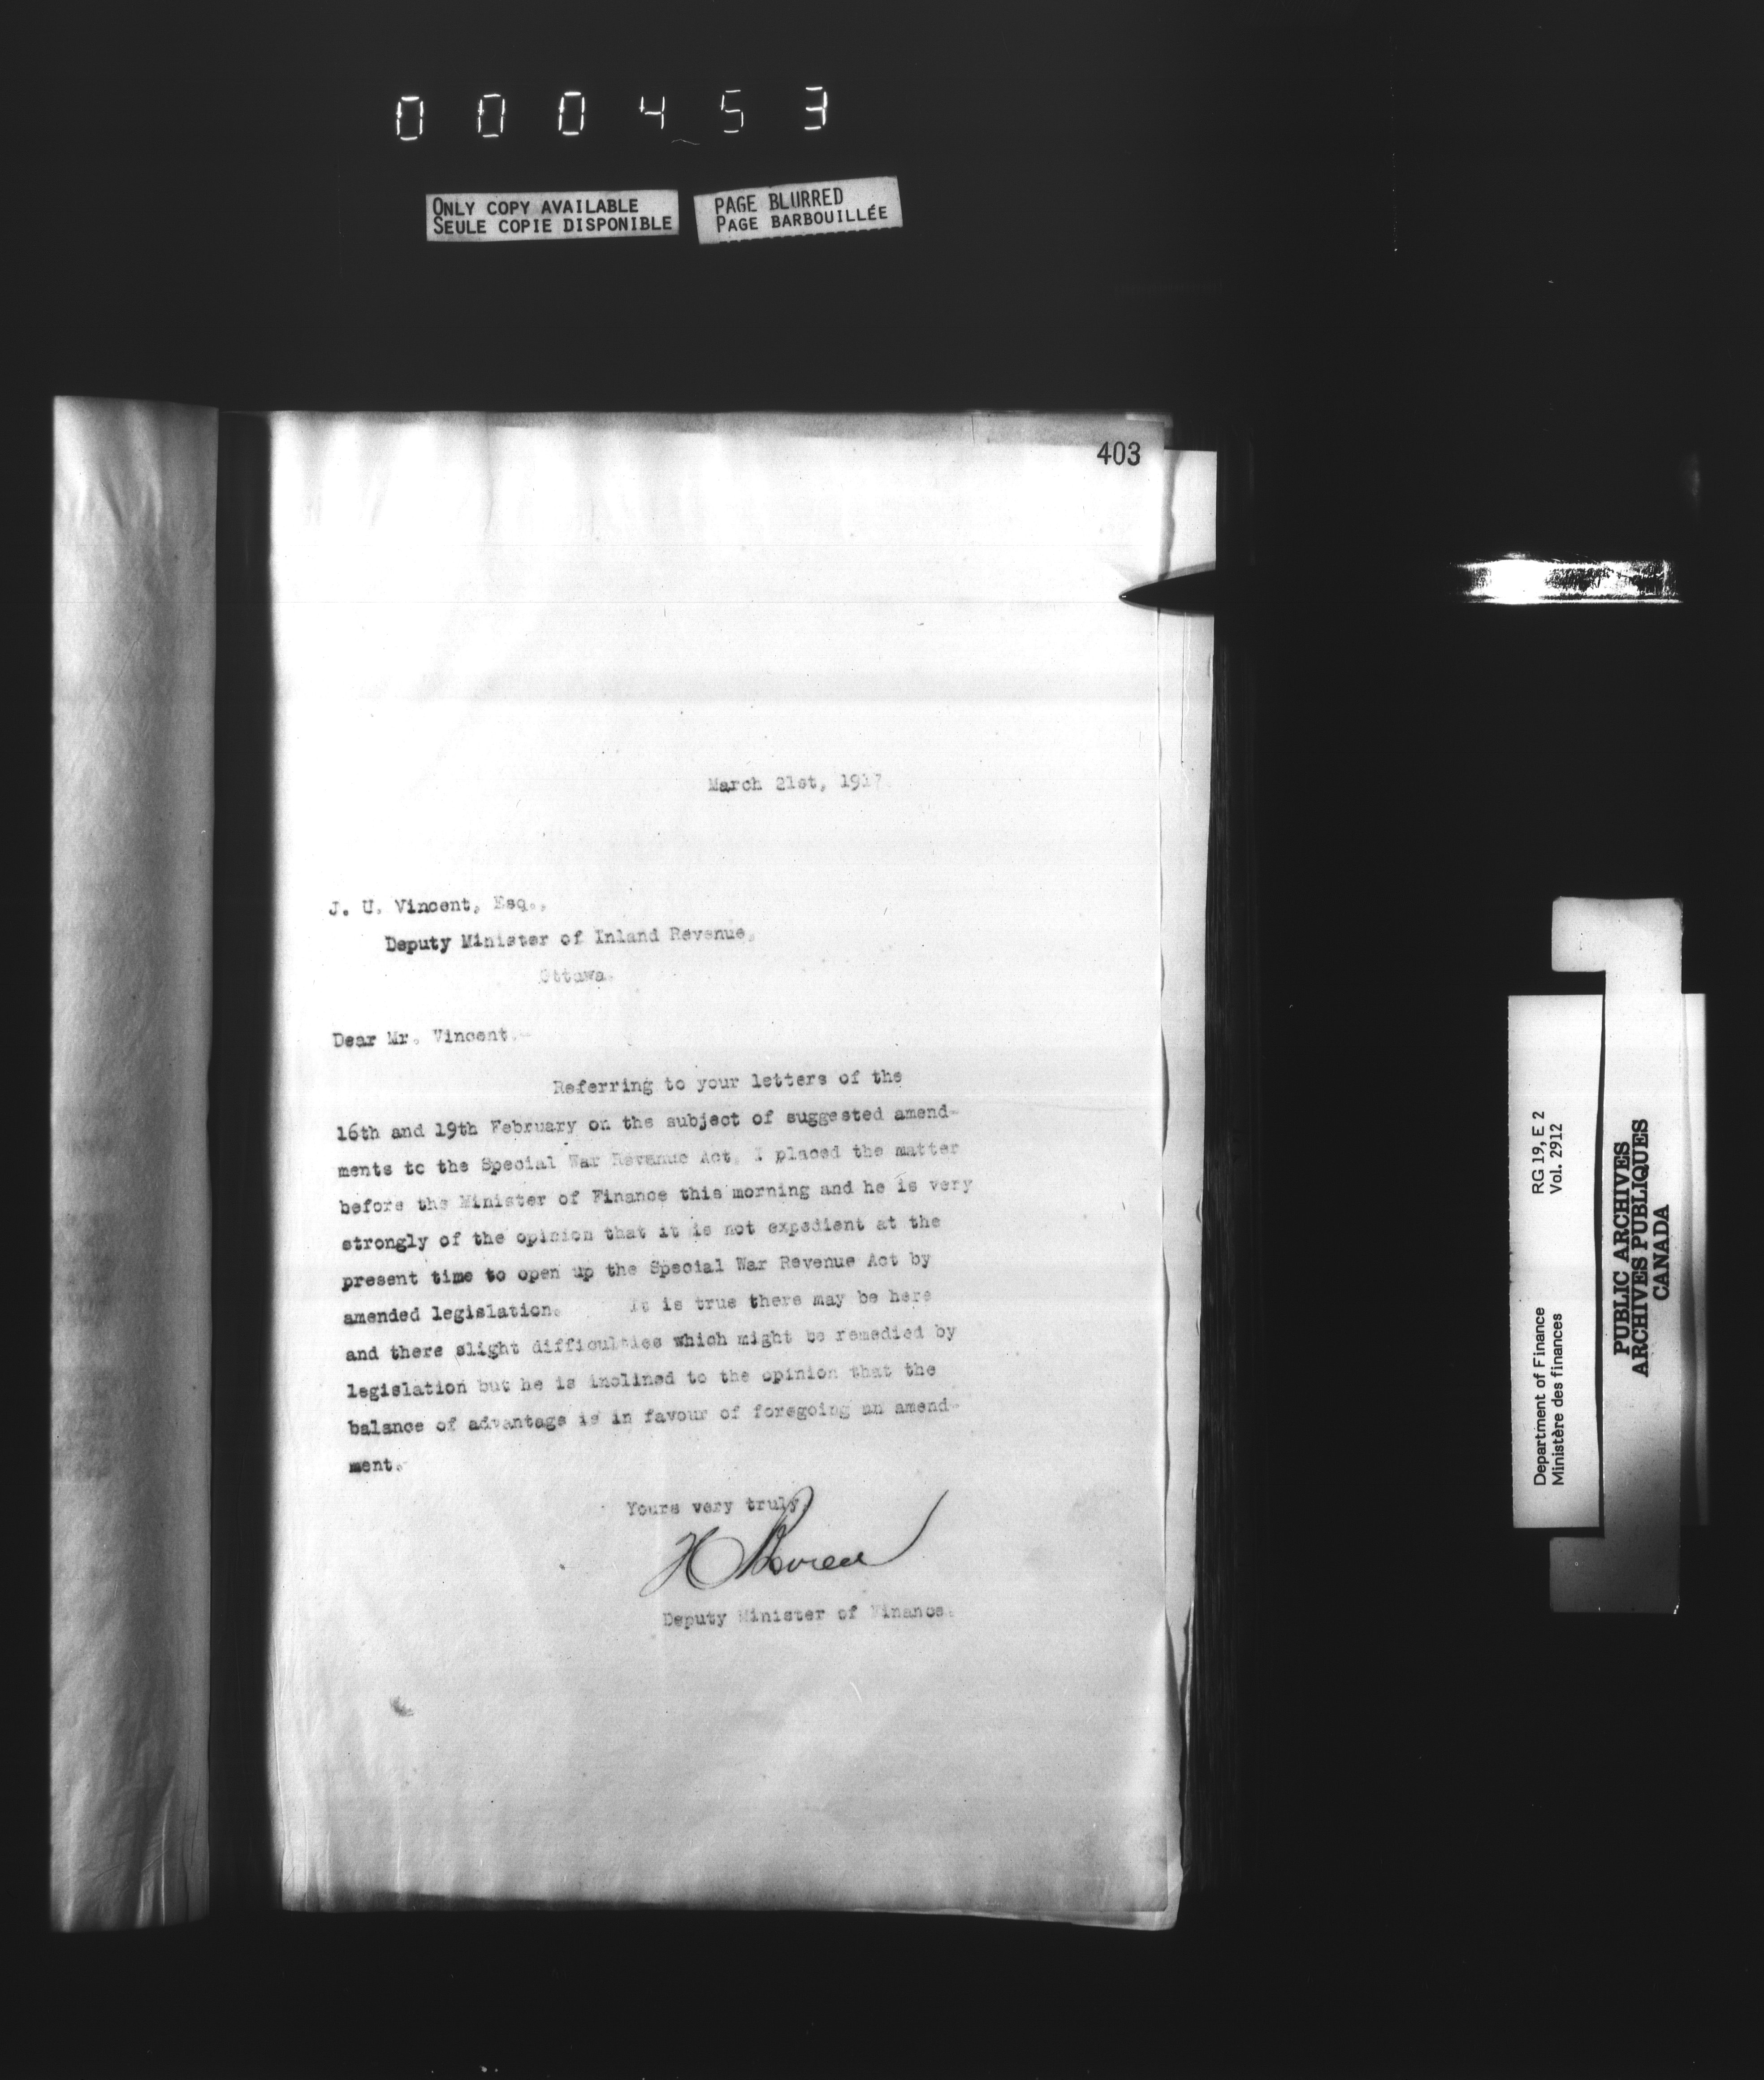 000453
ONLY COPY AVAILABLE
SEULE COPIE DISPONIBLE
PAGE BLURRED
PAGE BARBOUILLÉE
403
March 21st, 1917
J. U. Vincent, Esq.,
Deputy Minister of Inland Revenue,
Ottawa.
Dear Mr. Vincent,-
Referring to your letters of the
16th and 19th February on the subject of suggested amend-
ments to the Special War Revenue Act, I placed the matter
before the Minister of Finance this morning and he is very
strongly of the opinion that it is not expedient at the
present time to open up the Special War Revenue Act by
amended legislation. It is true there may be here
and there slight difficulties which might be remedied by
legislation but he is inclined to the opinion that the
balance of advantage is in favour of foregoing an amend-
ment.
Yours very truly,
Deputy Minister of Finance.
Department of Finance RG 19, E 2
Ministère des finances Vol. 2912
PUBLIC ARCHIVES
ARCHIVES PUBLIQUES
CANADA